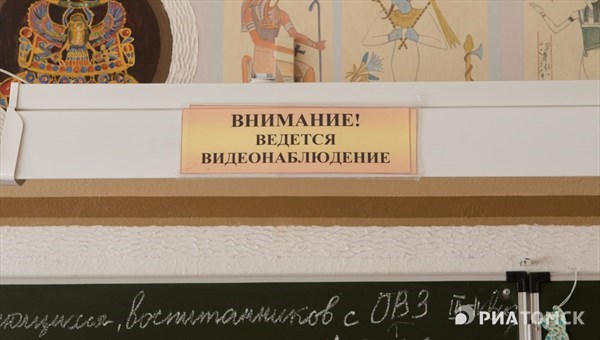 ВНИМАНИЕ!
ВЕДЕТСЯ
ВИДЕОНАБЛЮДЕНИЕ
воспитанников с ОВЗ
РИАТОМСК